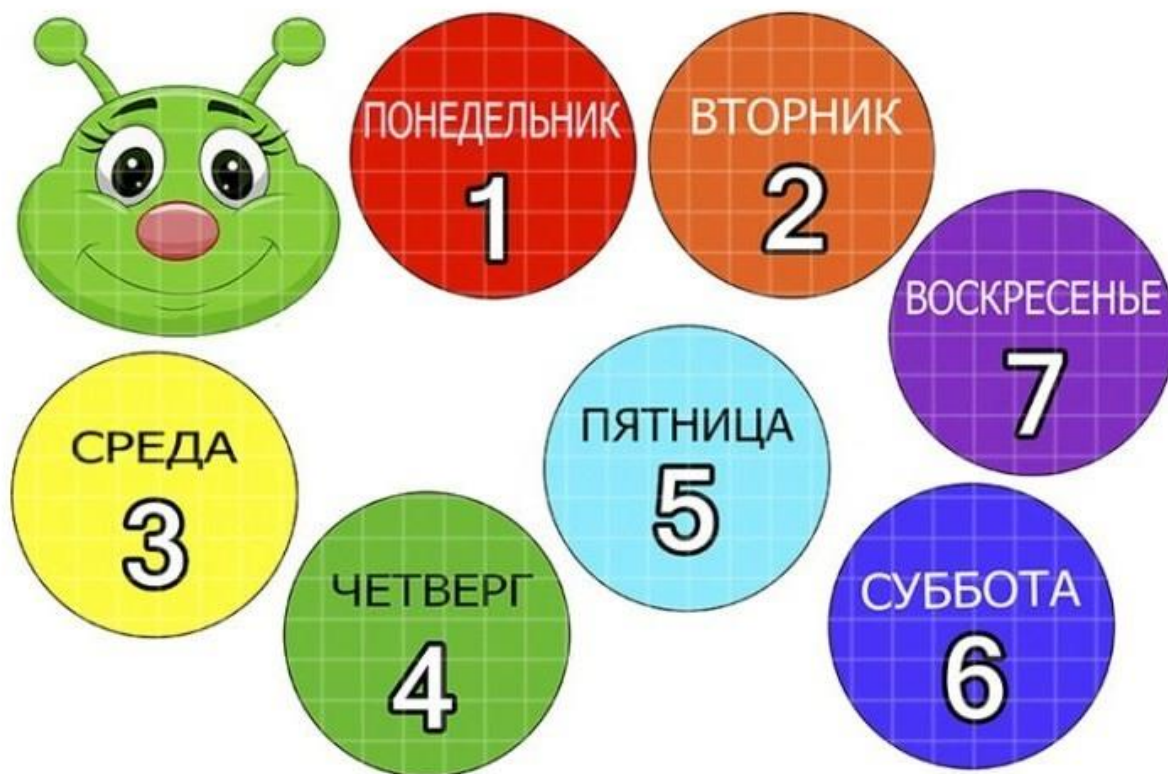 ПОНЕДЕЛЬНИК
1
ВТОРНИК
2
СРЕДА
3
ЧЕТВЕРГ
4
ПЯТНИЦА
5
СУББОТА
6
ВОСКРЕСЕНЬЕ
7